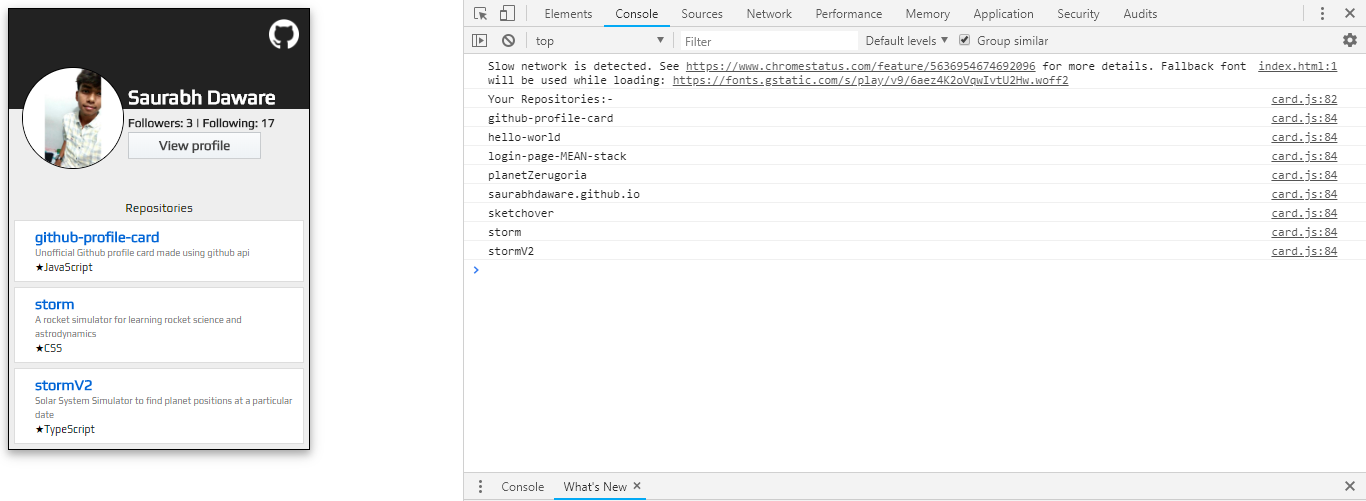 Saurabh Daware
Followers: 3 | Following: 17
View profile
Repositories
github-profile-card
Unofficial Github profile card made using github api
★JavaScript
storm
A rocket simulator for learning rocket science and
astrodynamics
★CSS
stormV2
Solar System Simulator to find planet positions at a particular
date
★TypeScript
Elements Console Sources Network Performance Memory Application Security Audits
top Filter Default levels Group similar
Slow network is detected. See https://www.chromestatus.com/feature/5636954674692096 for more details. Fallback font index.html:1
will be used while loading: https://fonts.gstatic.com/s/play/v9/6aez4K2oVqwIvtU2Hw.woff2
Your Repositories:- card.js:82
github-profile-card card.js:84
hello-world card.js:84
login-page-MEAN-stack card.js:84
planetZerugoria card.js:84
saurabhdaware.github.io card.js:84
sketchover card.js:84
storm card.js:84
stormV2 card.js:84
Console What's New